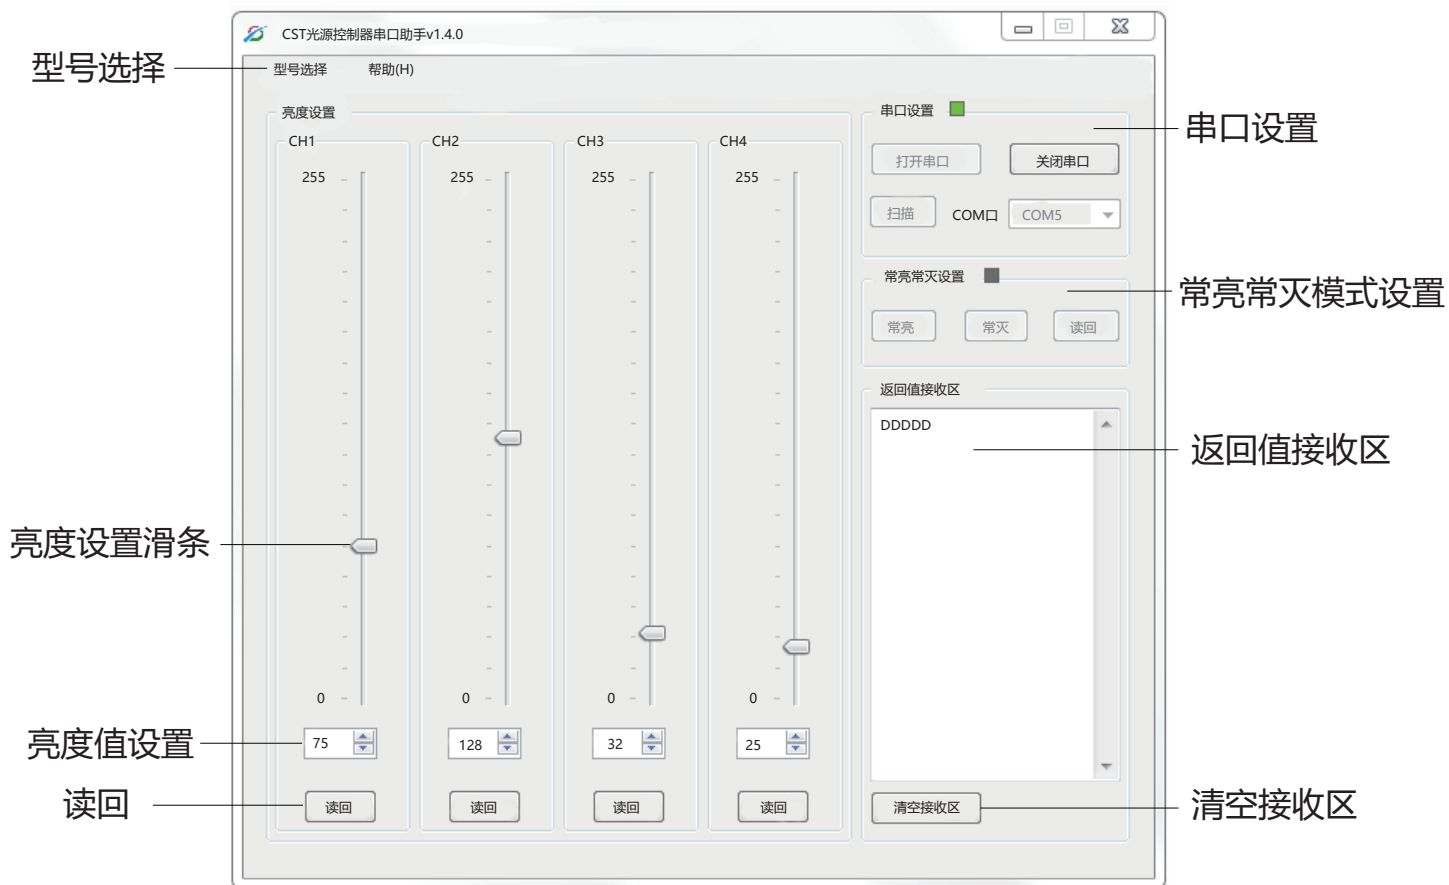 CST光源控制器串口助手v1.4.0
型号选择
型号选择 帮助(H)
亮度设置
串口设置
串口设置
CH1 CH2 CH3 CH4
打开串口 关闭串口
255 255 255 255
扫描 COM口 COM5
常亮常灭设置
常亮常灭模式设置
常亮 常灭 读回
返回值接收区
DDDDD
返回值接收区
亮度设置滑条
0 0 0 0
亮度值设置
75 128 32 25
读回
读回 读回 读回 读回
清空接收区
清空接收区